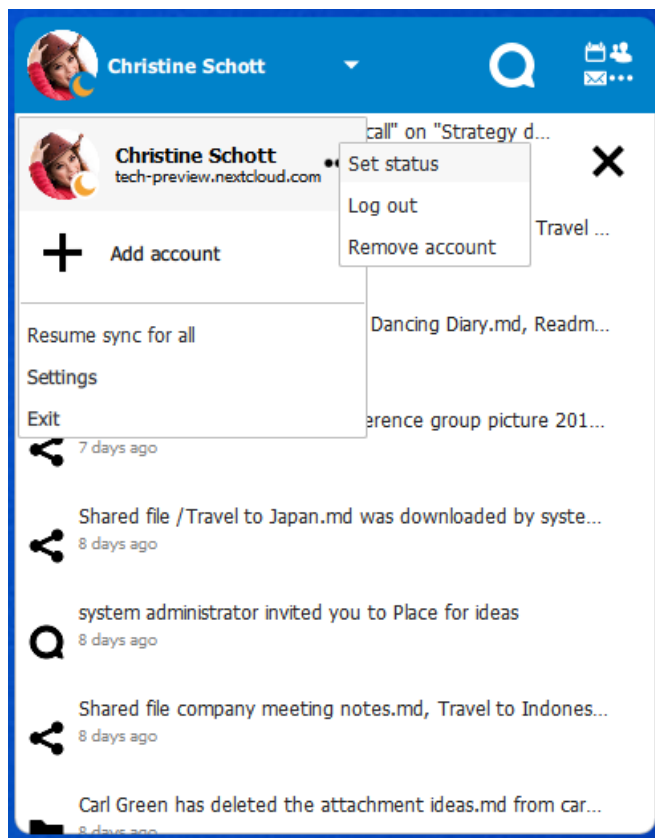 Christine Schott
call" on "Strategy d...
Christine Schott
tech-preview.nextcloud.com
Set status
Log out
Remove account
Travel ...
Add account
Dancing Diary.md, Readm...
Resume sync for all
Settings
Exit
erence group picture 201...
7 days ago
Shared file /Travel to Japan.md was downloaded by syste...
8 days ago
system administrator invited you to Place for ideas
8 days ago
Shared file company meeting notes.md, Travel to Indones...
8 days ago
Carl Green has deleted the attachment ideas.md from car...
8 days ago